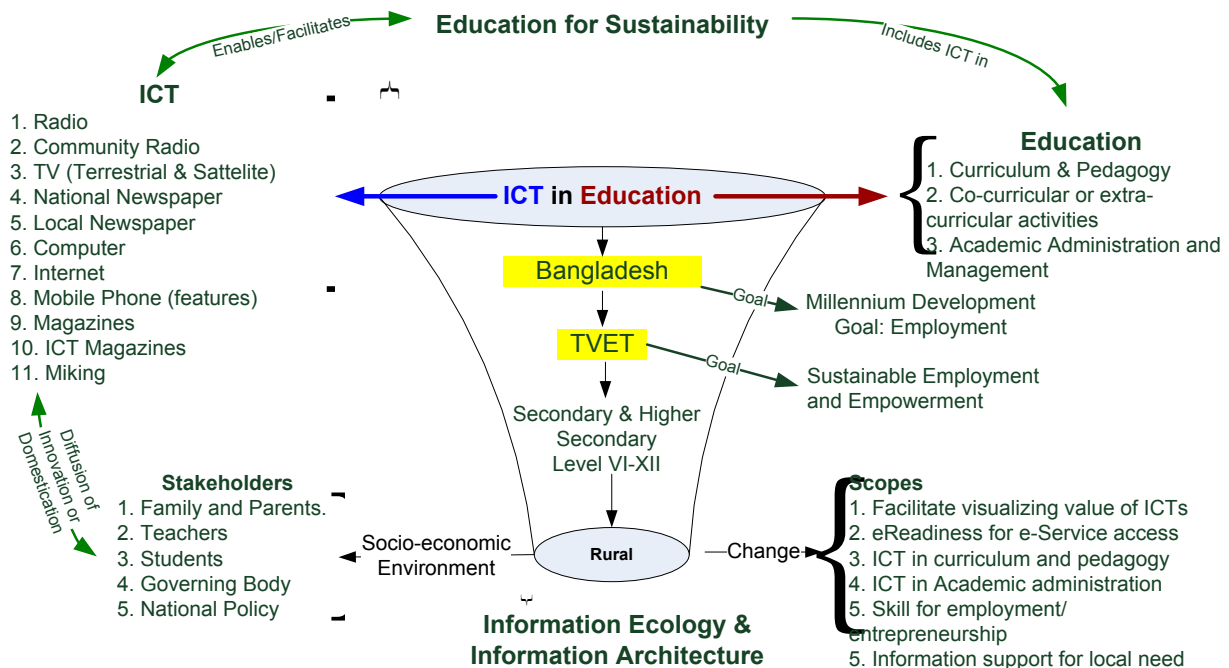 Education for Sustainability
Enables/Facilitates
Includes ICT in
ICT
1. Radio
2. Community Radio
3. TV (Terrestrial & Sattelite)
4. National Newspaper
5. Local Newspaper
6. Computer
7. Internet
8. Mobile Phone (features)
9. Magazines
10. ICT Magazines
11. Miking
ICT in Education
Education
1. Curriculum & Pedagogy
2. Co-curricular or extra-
curricular activities
3. Academic Administration and
Management
Bangladesh
Goal
Millennium Development
Goal: Employment
TVET
Goal
Sustainable Employment
and Empowerment
Secondary & Higher
Secondary
Level VI-XII
Diffusion of
Innovation or
Domestication
Stakeholders
1. Family and Parents.
2. Teachers
3. Students
4. Governing Body
5. National Policy
Socio-economic
Environment
Rural
Change
Scopes
1. Facilitate visualizing value of ICTs
2. eReadiness for e-Service access
3. ICT in curriculum and pedagogy
4. ICT in Academic administration
5. Skill for employment/
entrepreneurship
5. Information support for local need
Information Ecology &
Information Architecture